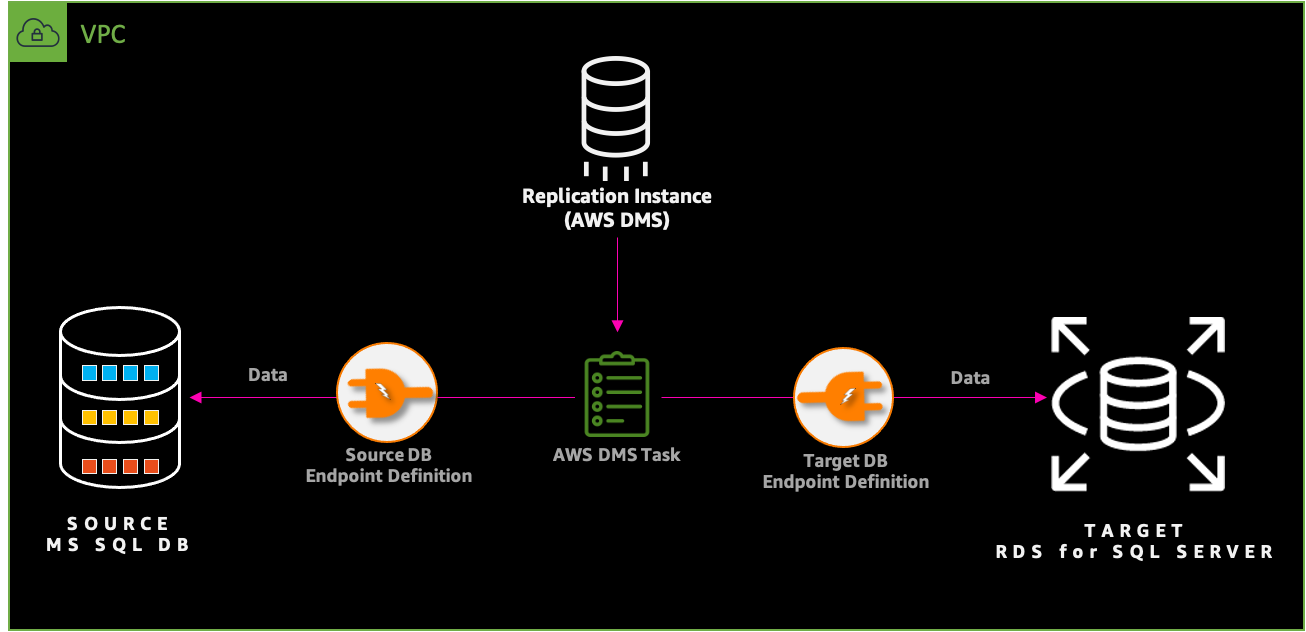 VPC
Replication Instance
(AWS DMS)
Data
Data
Source DB
Endpoint Definition
AWS DMS Task
Target DB
Endpoint Definition
SOURCE
MS SQL DB
TARGET
RDS for SQL SERVER